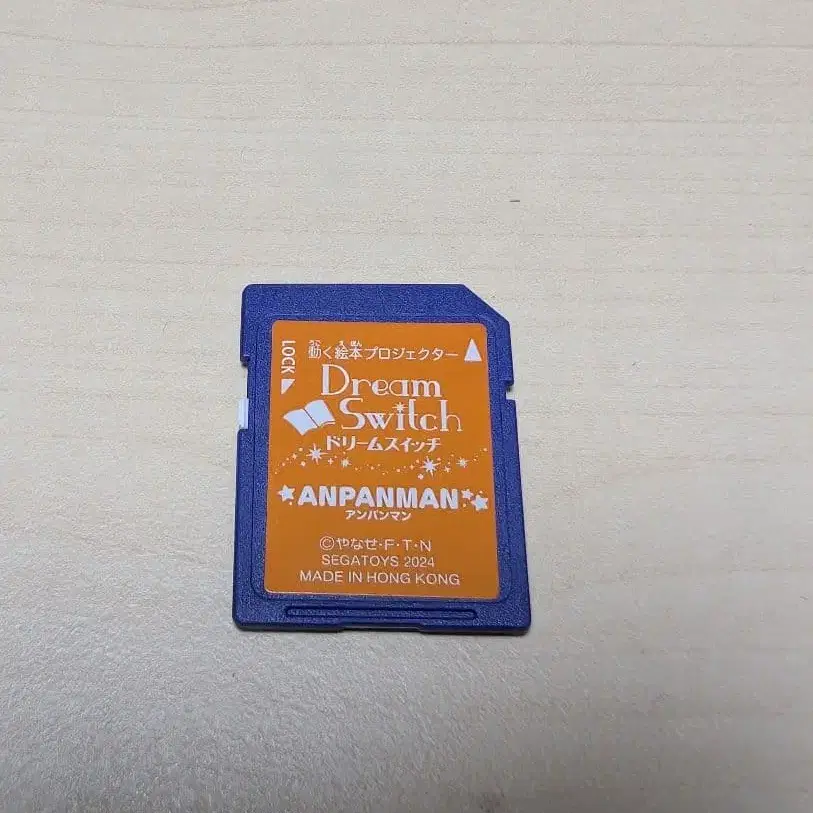 LOCK
うご え ほん
動く絵本プロジェクター
Dream
Switch
ドリームスイッチ
ANPANMAN
アンパンマン
©やなせ・F・T・N
SEGATOYS 2024
MADE IN HONG KONG